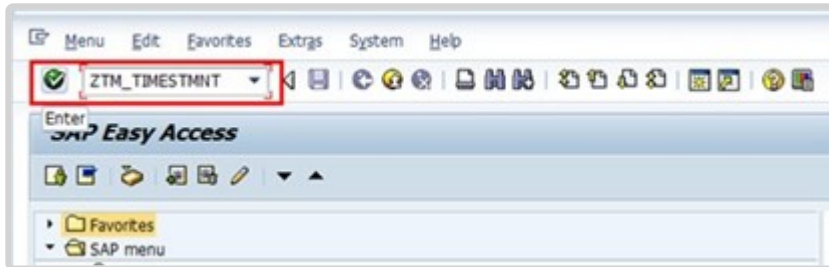 Menu Edit Favorites Extras System Help
ZTM_TIMESTMNT
Enter
SAP Easy Access
Favorites
SAP menu